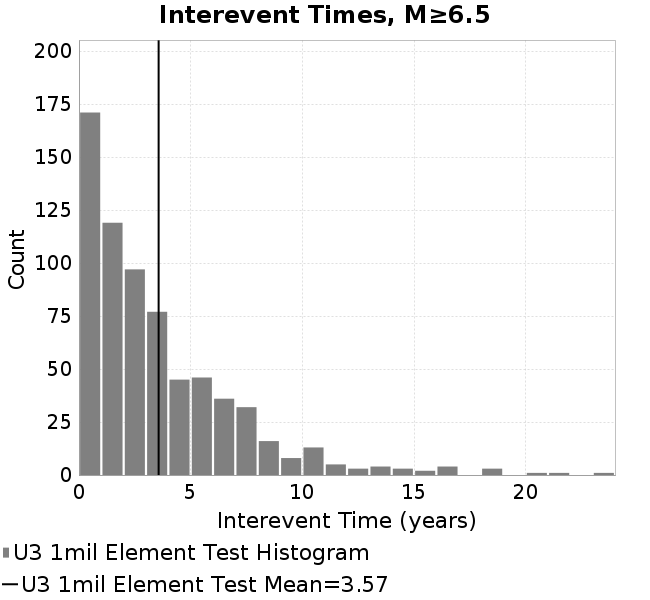 Interevent Times, M≥6.5
200
175
150
125
100
75
50
25
0
Count
0 5 10 15 20
Interevent Time (years)
U3 1mil Element Test Histogram
U3 1mil Element Test Mean=3.57